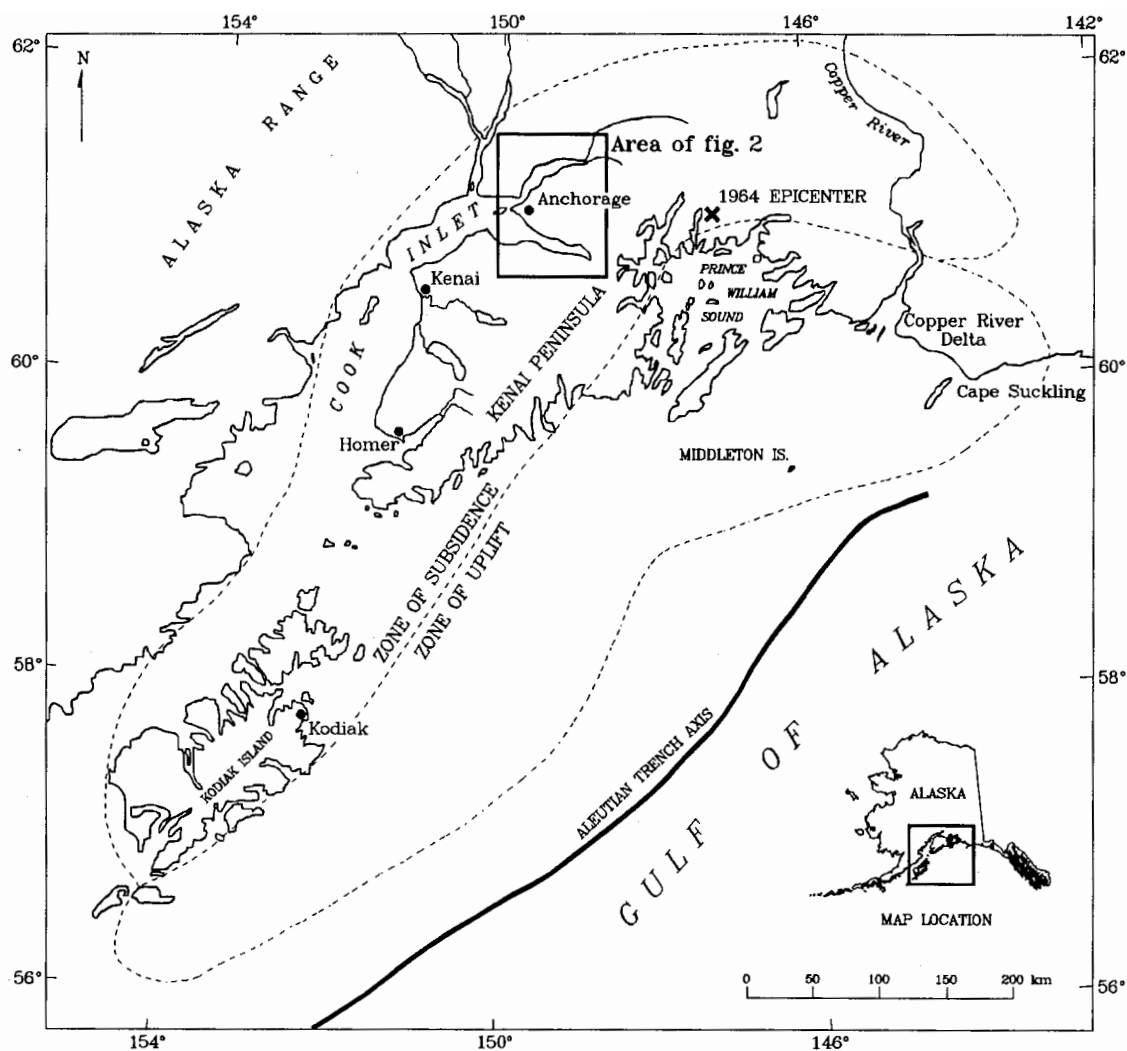 154°
150°
146°
142°
62°
62°
N
ALASKA RANGE
Copper River
Area of fig. 2
Anchorage
1964 EPICENTER
COOK INLET
Kenai
PRINCE
WILLIAM
SOUND
KENAI PENINSULA
Copper River
Delta
60°
60°
Cape Suckling
Homer
MIDDLETON IS.
ZONE OF SUBSIDENCE
ZONE OF UPLIFT
58°
58°
Kodiak
KODIAK ISLAND
ALEUTIAN TRENCH AXIS
GULF OF ALASKA
ALASKA
MAP LOCATION
0 50 100 150 200 km
56°
56°
154°
150°
146°